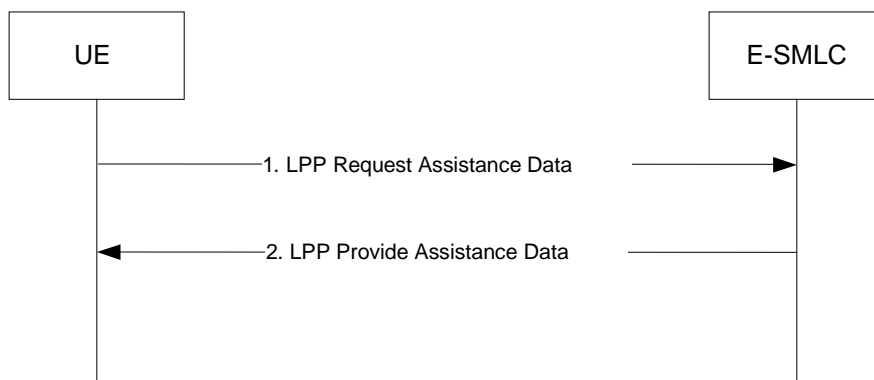 UE
E-SMLC
1. LPP Request Assistance Data
2. LPP Provide Assistance Data